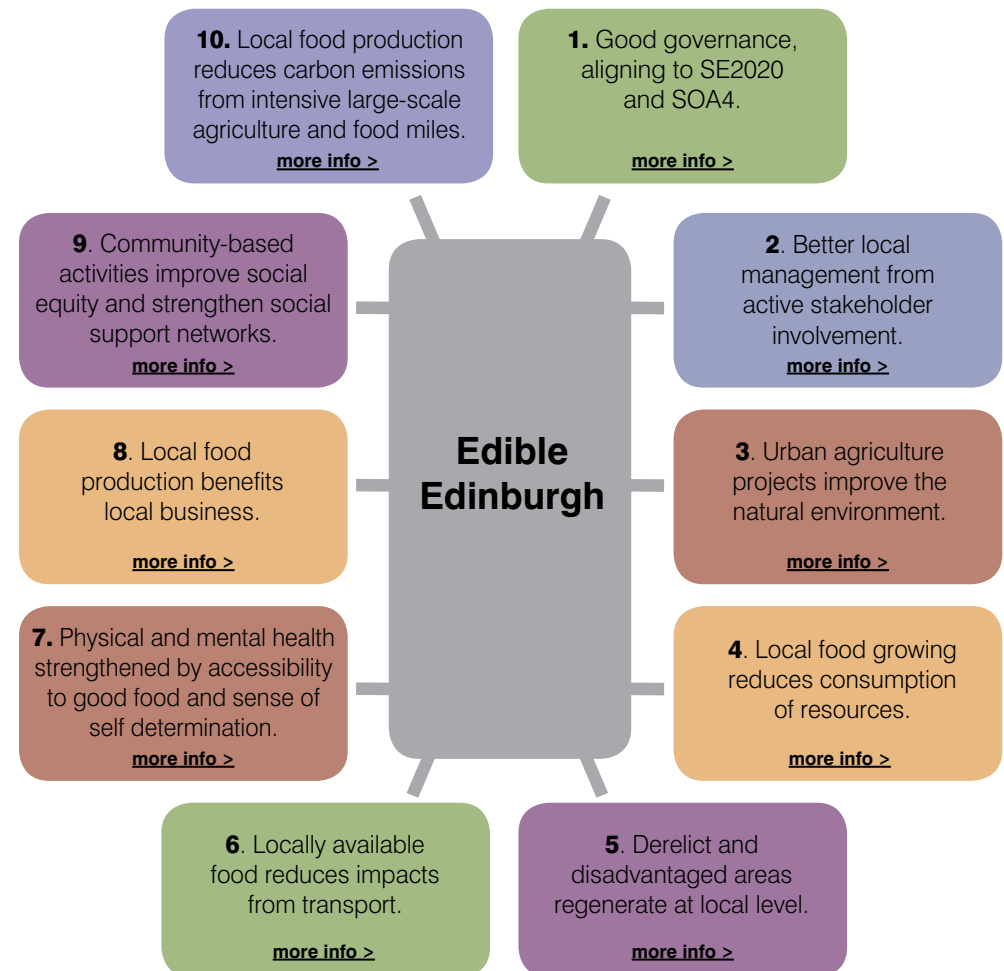 10. Local food production
reduces carbon emissions
from intensive large-scale
agriculture and food miles.
more info >
1. Good governance,
aligning to SE2020
and SOA4.
more info >
9. Community-based
activities improve social
equity and strengthen social
support networks.
more info >
2. Better local
management from
active stakeholder
involvement.
more info >
8. Local food
production benefits
local business.
more info >
Edible
Edinburgh
3. Urban agriculture
projects improve the
natural environment.
more info >
7. Physical and mental health
strengthened by accessibility
to good food and sense of
self determination.
more info >
4. Local food growing
reduces consumption
of resources.
more info >
6. Locally available
food reduces impacts
from transport.
more info >
5. Derelict and
disadvantaged areas
regenerate at local level.
more info >